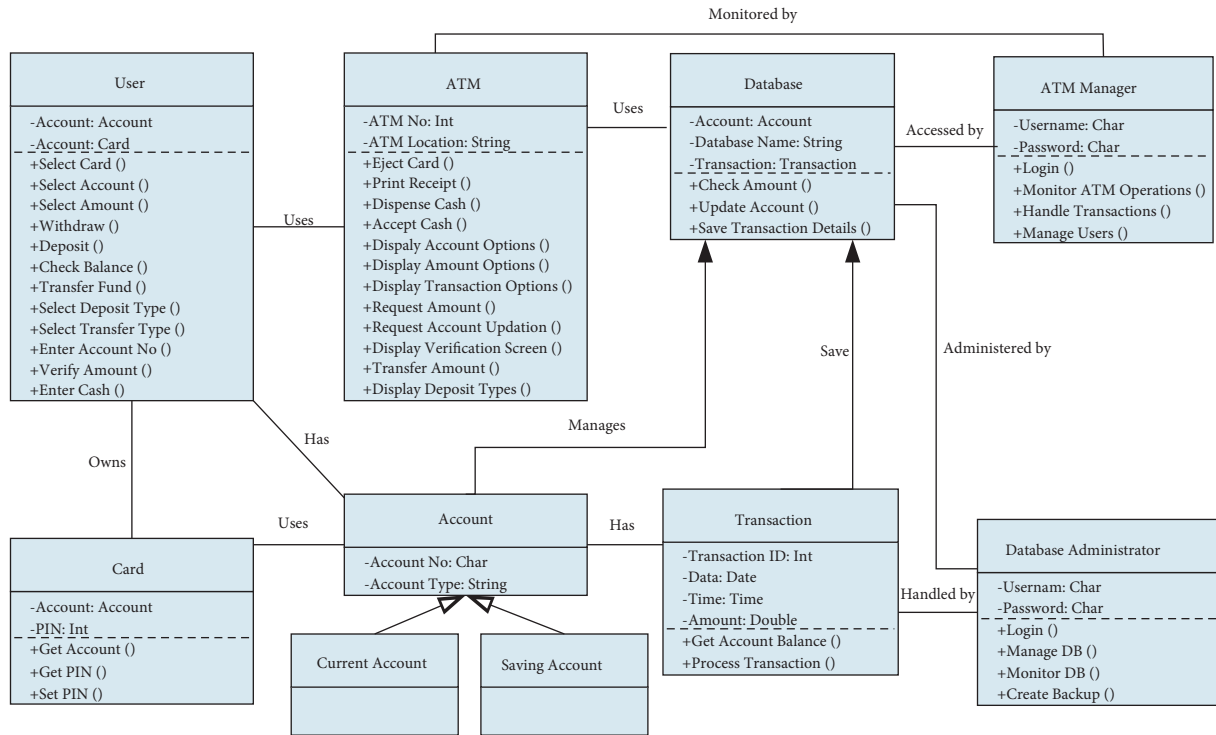 Monitored by
User
-Account: Account
-Account: Card
+Select Card ()
+Select Account ()
+Select Amount ()
+Withdraw ()
+Deposit ()
+Check Balance ()
+Transfer Fund ()
+Select Deposit Type ()
+Select Transfer Type ()
+Enter Account No ()
+Verify Amount ()
+Enter Cash ()
Uses
ATM
-ATM No: Int
-ATM Location: String
+Eject Card ()
+Print Receipt ()
+Dispense Cash ()
+Accept Cash ()
+Dispaly Account Options ()
+Display Amount Options ()
+Display Transaction Options ()
+Request Amount ()
+Request Account Updation ()
+Display Verification Screen ()
+Transfer Amount ()
+Display Deposit Types ()
Uses
Database
-Account: Account
-Database Name: String
-Transaction: Transaction
+Check Amount ()
+Update Account ()
+Save Transaction Details ()
Accessed by
ATM Manager
-Username: Char
-Password: Char
+Login ()
+Monitor ATM Operations ()
+Handle Transactions ()
+Manage Users ()
Save
Administered by
Manages
Has
Owns
Uses
Card
-Account: Account
-PIN: Int
+Get Account ()
+Get PIN ()
+Set PIN ()
Account
-Account No: Char
-Account Type: String
Has
Transaction
-Transaction ID: Int
-Data: Date
-Time: Time
-Amount: Double
+Get Account Balance ()
+Process Transaction ()
Handled by
Database Administrator
-Usernam: Char
-Password: Char
+Login ()
+Manage DB ()
+Monitor DB ()
+Create Backup ()
Current Account
Saving Account